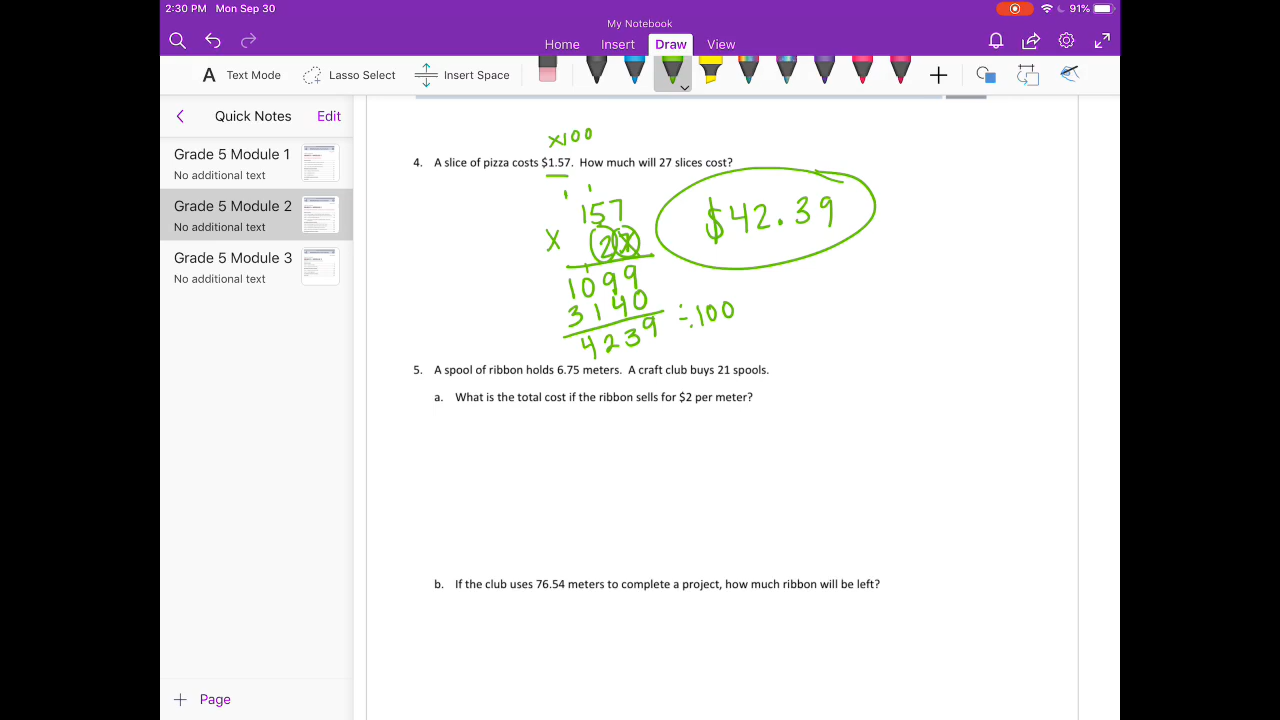 2:30 PM Mon Sep 30
91%
My Notebook
Home Insert Draw View
A Text Mode Lasso Select Insert Space
Quick Notes Edit
Grade 5 Module 1
No additional text
Grade 5 Module 2
No additional text
Grade 5 Module 3
No additional text
Page
x100
4. A slice of pizza costs $1.57. How much will 27 slices cost?
1 1
157
x 27
1
1099
3140
4239 ÷100
$42.39
5. A spool of ribbon holds 6.75 meters. A craft club buys 21 spools.
a. What is the total cost if the ribbon sells for $2 per meter?
b. If the club uses 76.54 meters to complete a project, how much ribbon will be left?